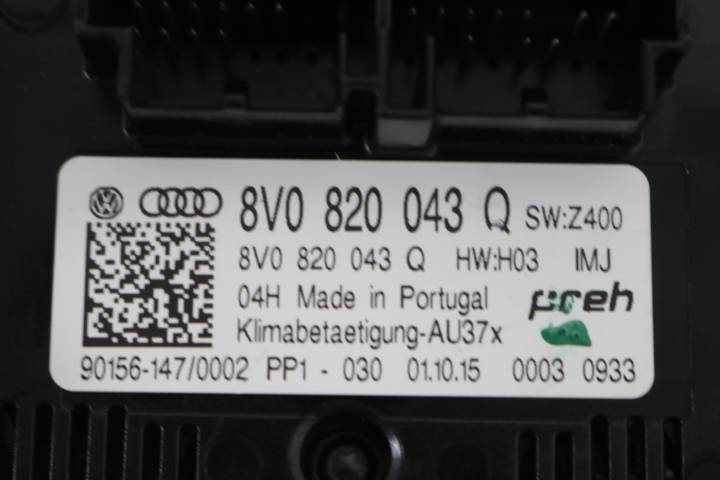 8V0 820 043 Q SW:Z400
8V0 820 043 Q HW:H03 IMJ
04H Made in Portugal preh
Klimabetaetigung-AU37x
90156-147/0002 PP1 - 030 01.10.15 0003 0933